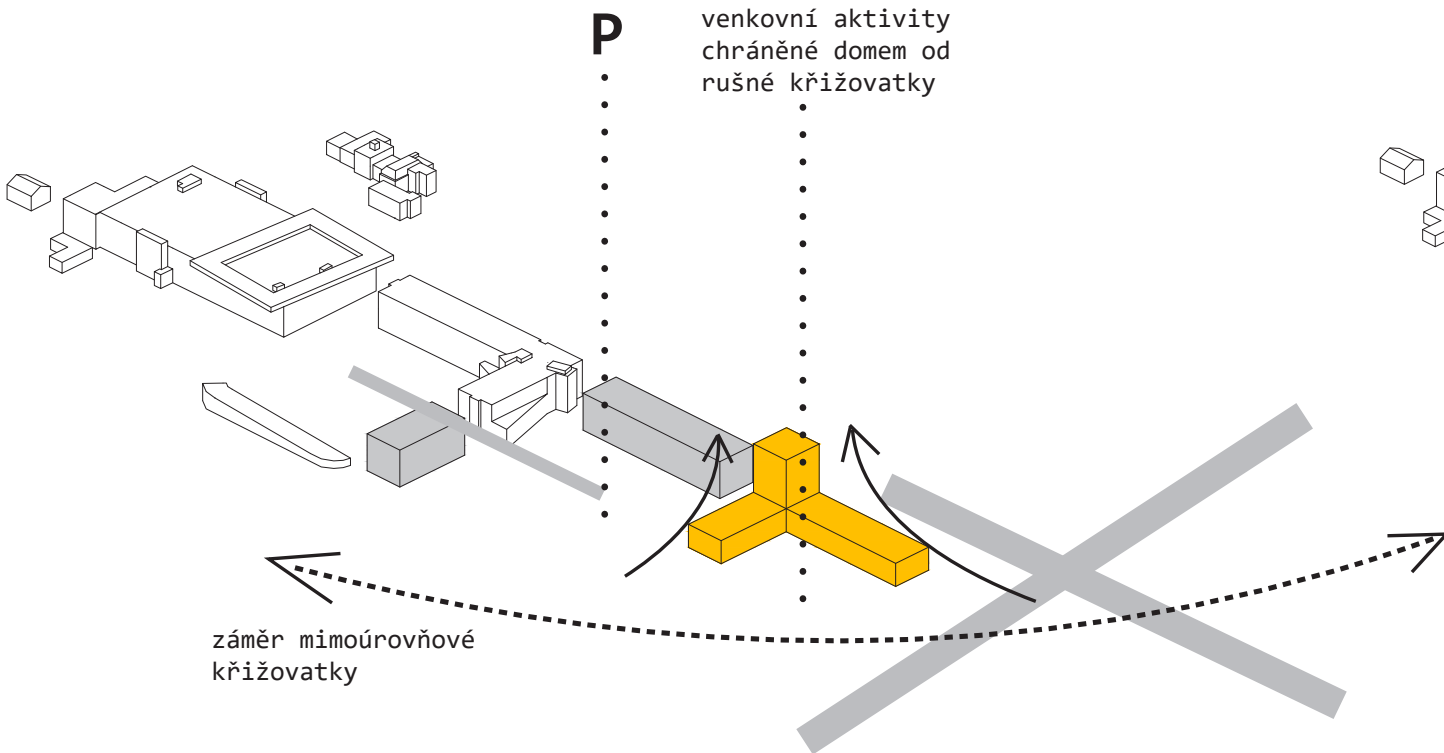 P
venkovní aktivity
chráněné domem od
rušné křižovatky
záměr mimoúrovňové
křižovatky